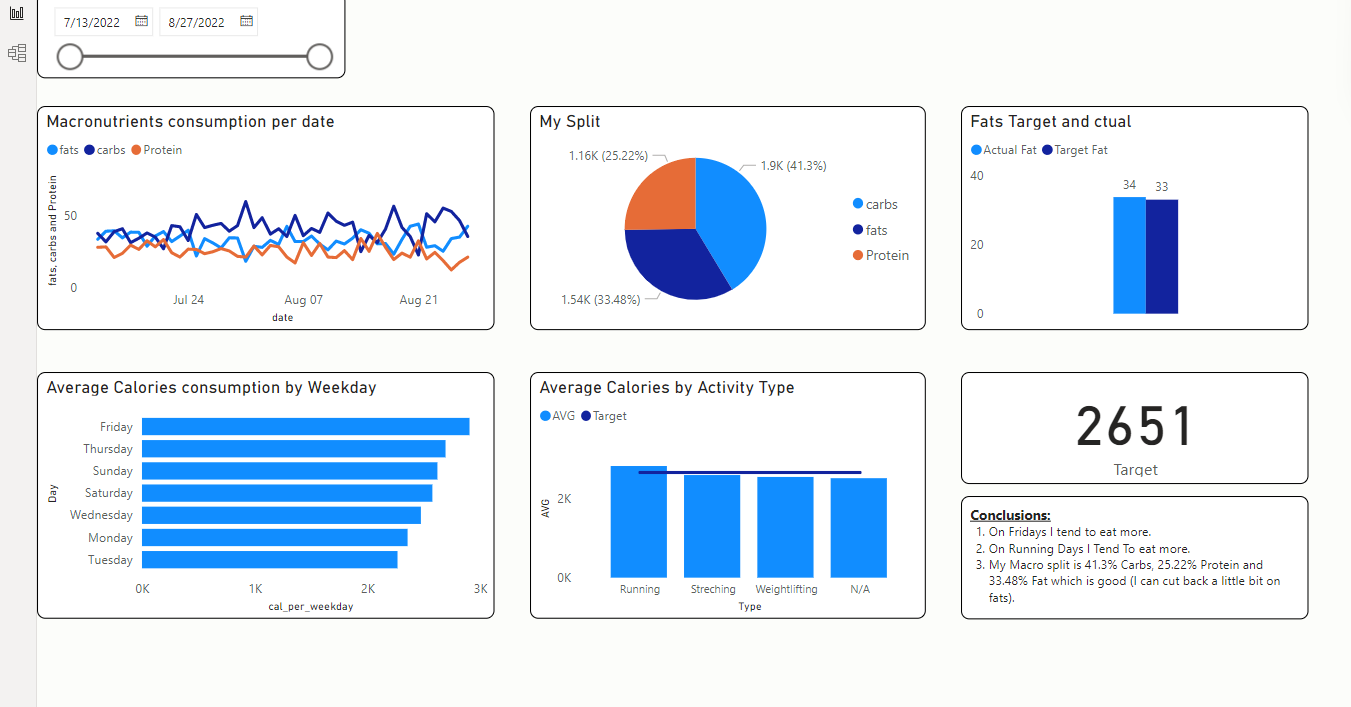 7/13/2022 8/27/2022
Macronutrients consumption per date
fats carbs Protein
fats, carbs and Protein
50
0
Jul 24 Aug 07 Aug 21
date
My Split
1.16K (25.22%)
1.9K (41.3%)
1.54K (33.48%)
carbs
fats
Protein
Fats Target and ctual
Actual Fat Target Fat
40
20
0
34 33
Average Calories consumption by Weekday
Day
Friday
Thursday
Sunday
Saturday
Wednesday
Monday
Tuesday
0K 1K 2K 3K
cal_per_weekday
Average Calories by Activity Type
AVG Target
AVG
2K
0K
Running Streching Weightlifting N/A
Type
2651
Target
Conclusions:
1. On Fridays I tend to eat more.
2. On Running Days I Tend To eat more.
3. My Macro split is 41.3% Carbs, 25.22% Protein and
33.48% Fat which is good (I can cut back a little bit on
fats).